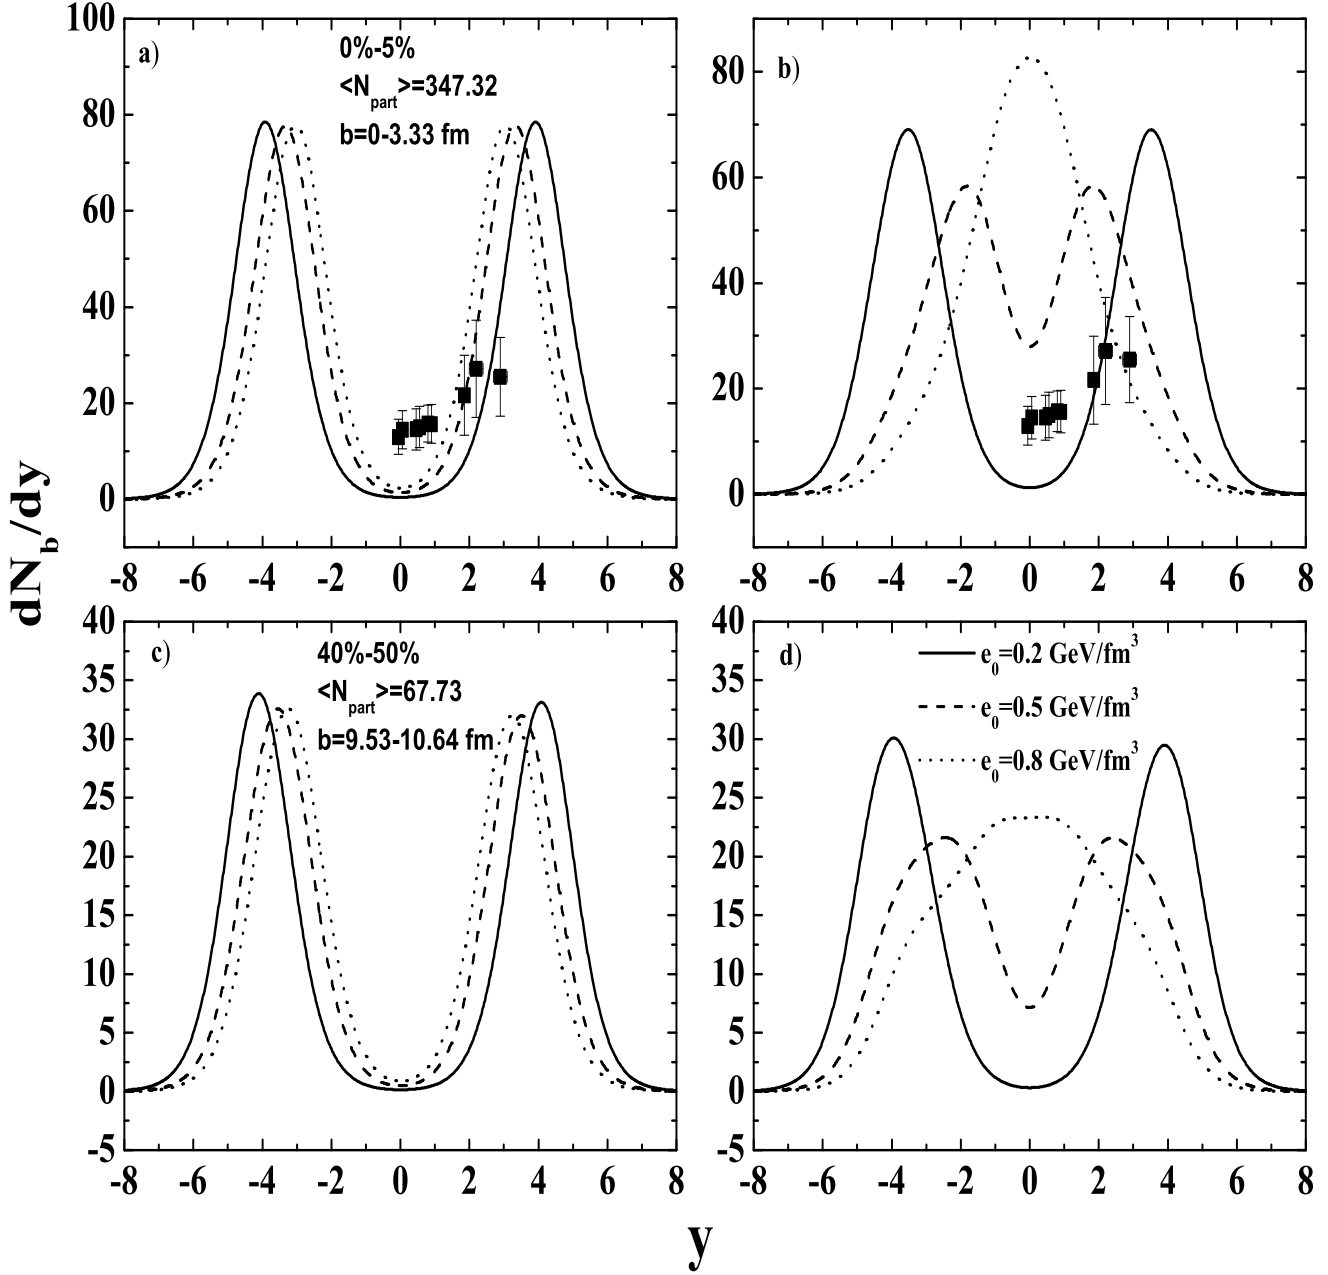 a)
0%-5%
<N_part>=347.32
b=0-3.33 fm
100
80
60
40
20
0
-8 -6 -4 -2 0 2 4 6 8
b)
80
60
40
20
0
-8 -6 -4 -2 0 2 4 6 8
dN_b/dy
c)
40%-50%
<N_part>=67.73
b=9.53-10.64 fm
40
35
30
25
20
15
10
5
0
-5
-8 -6 -4 -2 0 2 4 6 8
d)
e_0=0.2 GeV/fm^3
e_0=0.5 GeV/fm^3
e_0=0.8 GeV/fm^3
40
35
30
25
20
15
10
5
0
-5
-8 -6 -4 -2 0 2 4 6 8
y